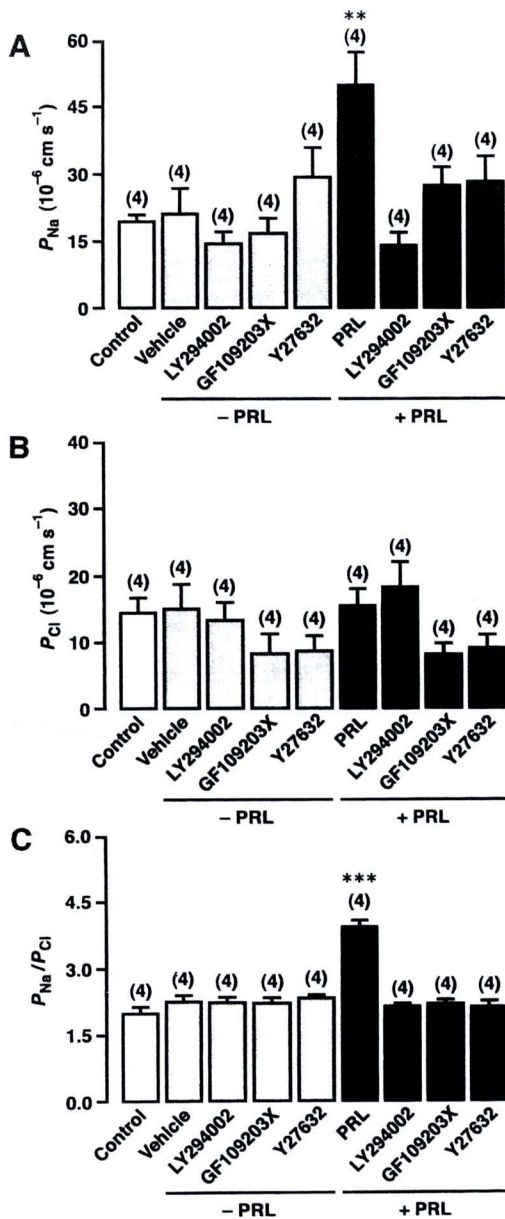 A
**
60
(4)
45
(4)
30
(4)
(4)
(4)
(4)
(4)
(4)
(4)
15
0
P_Na (10⁻⁶ cm s⁻¹)
Control
Vehicle
LY294002
GF109203X
Y27632
PRL
LY294002
GF109203X
Y27632
– PRL
+ PRL
B
40
30
20
10
0
P_Cl (10⁻⁶ cm s⁻¹)
(4)
(4)
(4)
(4)
(4)
(4)
(4)
(4)
(4)
Control
Vehicle
LY294002
GF109203X
Y27632
PRL
LY294002
GF109203X
Y27632
– PRL
+ PRL
C
6.0
4.5
3.0
1.5
0.0
P_Na/P_Cl
***
(4)
(4)
(4)
(4)
(4)
(4)
(4)
(4)
(4)
Control
Vehicle
LY294002
GF109203X
Y27632
PRL
LY294002
GF109203X
Y27632
– PRL
+ PRL